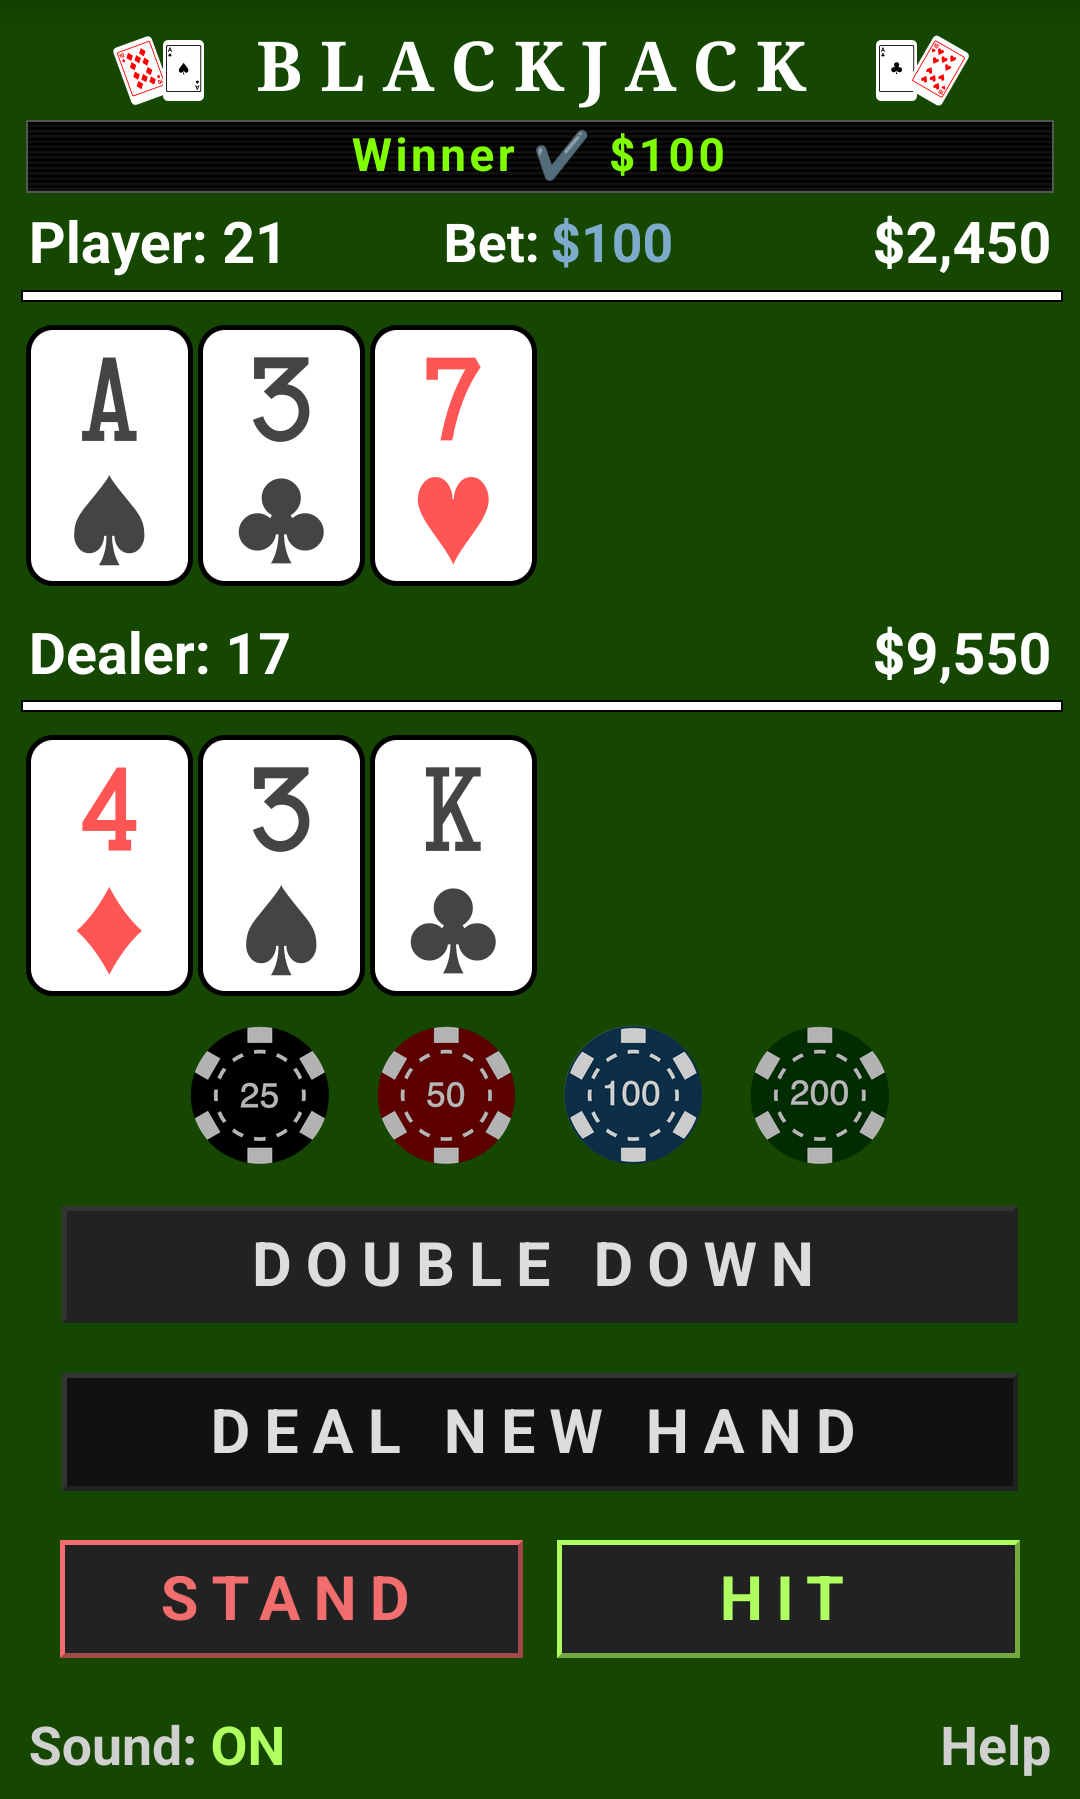 BLACKJACK
Winner ✔ $100
Player: 21 Bet: $100 $2,450
A 3 7
♠ ♣ ♥
Dealer: 17 $9,550
4 3 K
♦ ♠ ♣
25 50 100 200
DOUBLE DOWN
DEAL NEW HAND
STAND HIT
Sound: ON Help